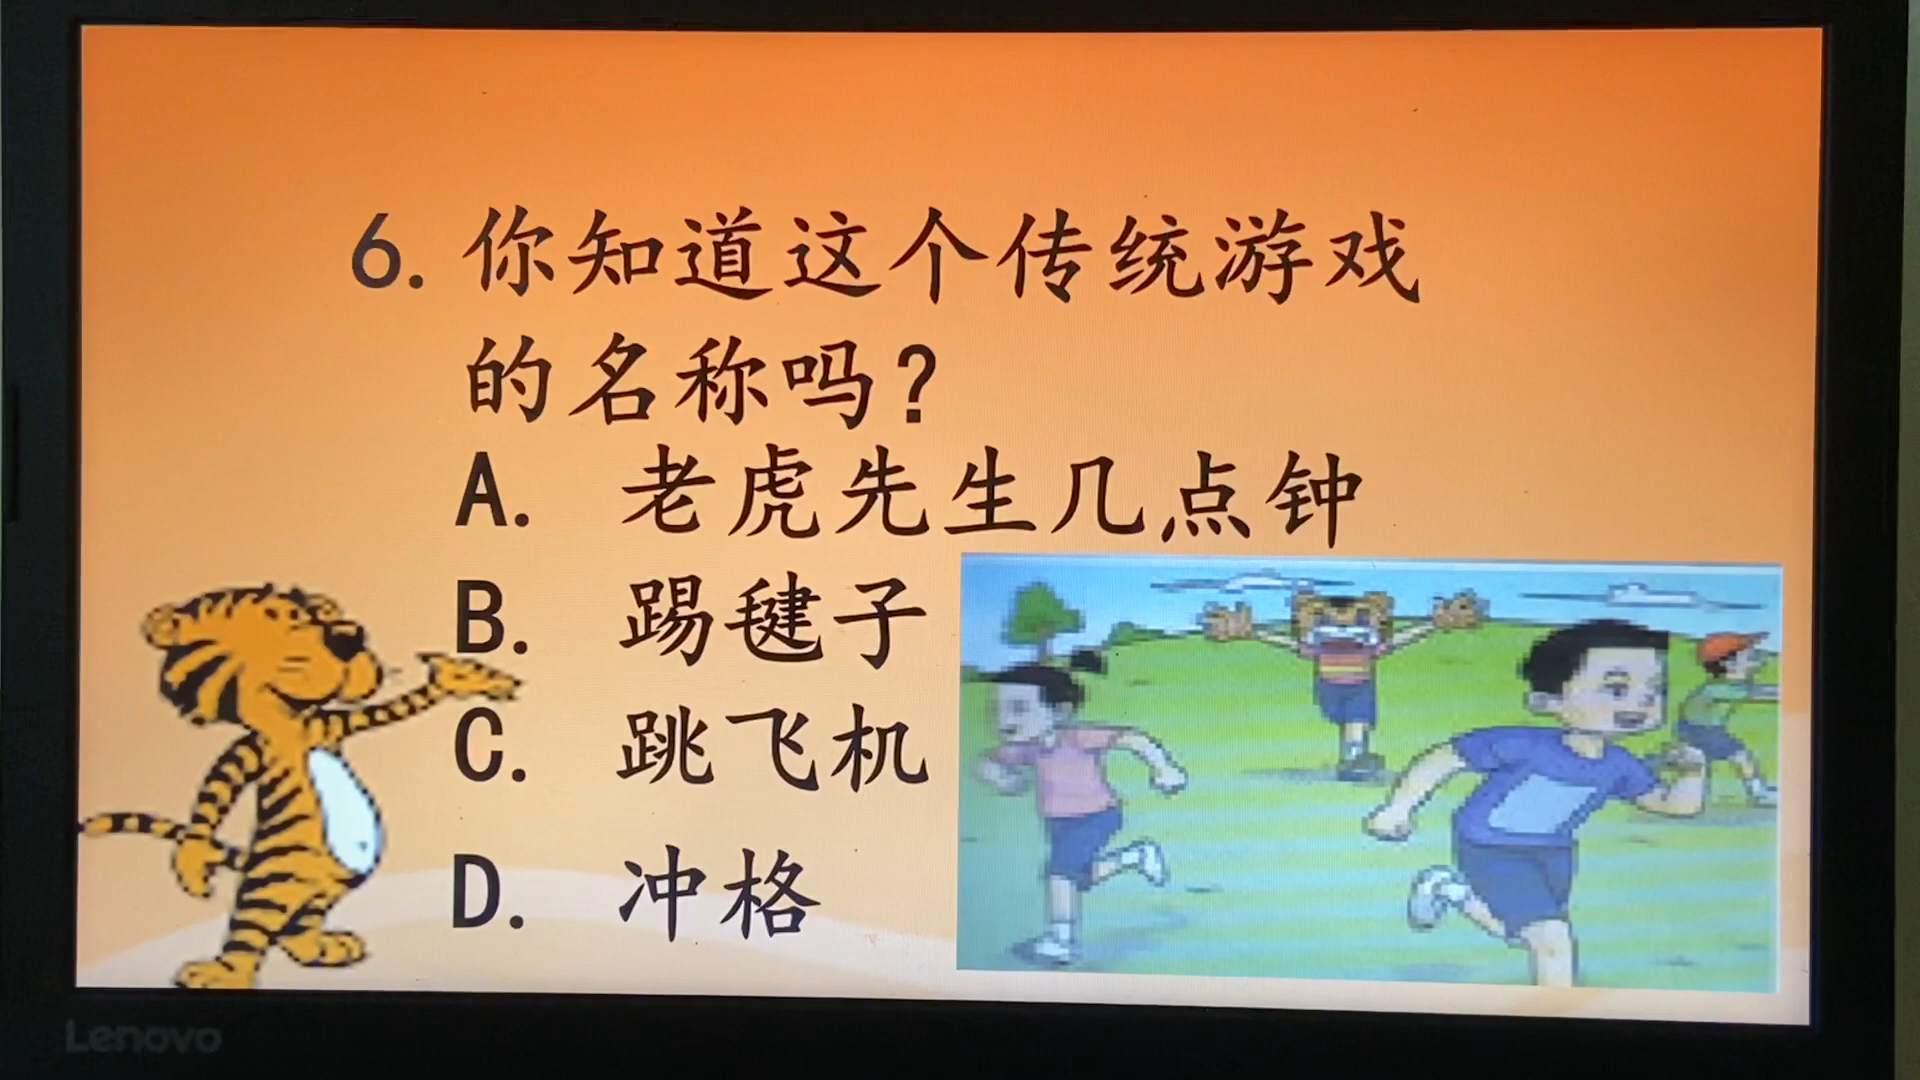 6. 你知道这个传统游戏
的名称吗?
A. 老虎先生几点钟
B. 踢毽子
C. 跳飞机
D. 冲格
Lenovo